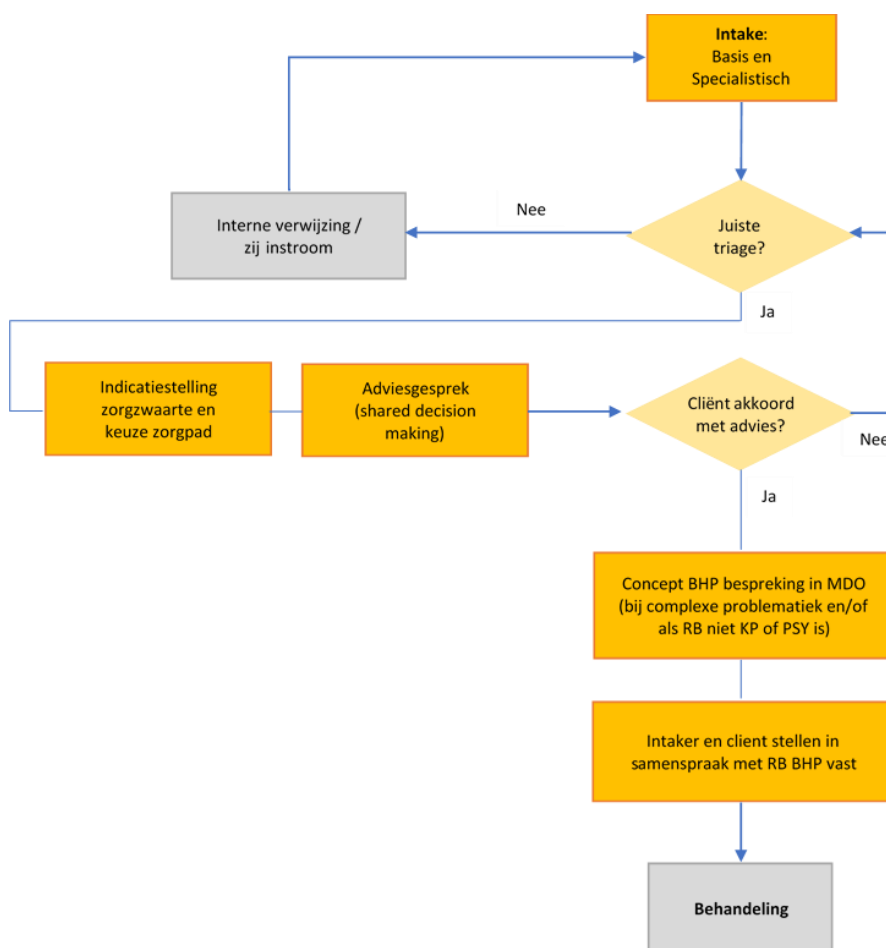 Intake:
Basis en
Specialistisch
Interne verwijzing /
zij instroom
Nee
Juiste
triage?
Ja
Indicatiestelling
zorgzwaarte en
keuze zorgpad
Adviesgesprek
(shared decision
making)
Cliënt akkoord
met advies?
Nee
Ja
Concept BHP bespreking in MDO
(bij complexe problematiek en/of
als RB niet KP of PSY is)
Intaker en client stellen in
samenspraak met RB BHP vast
Behandeling